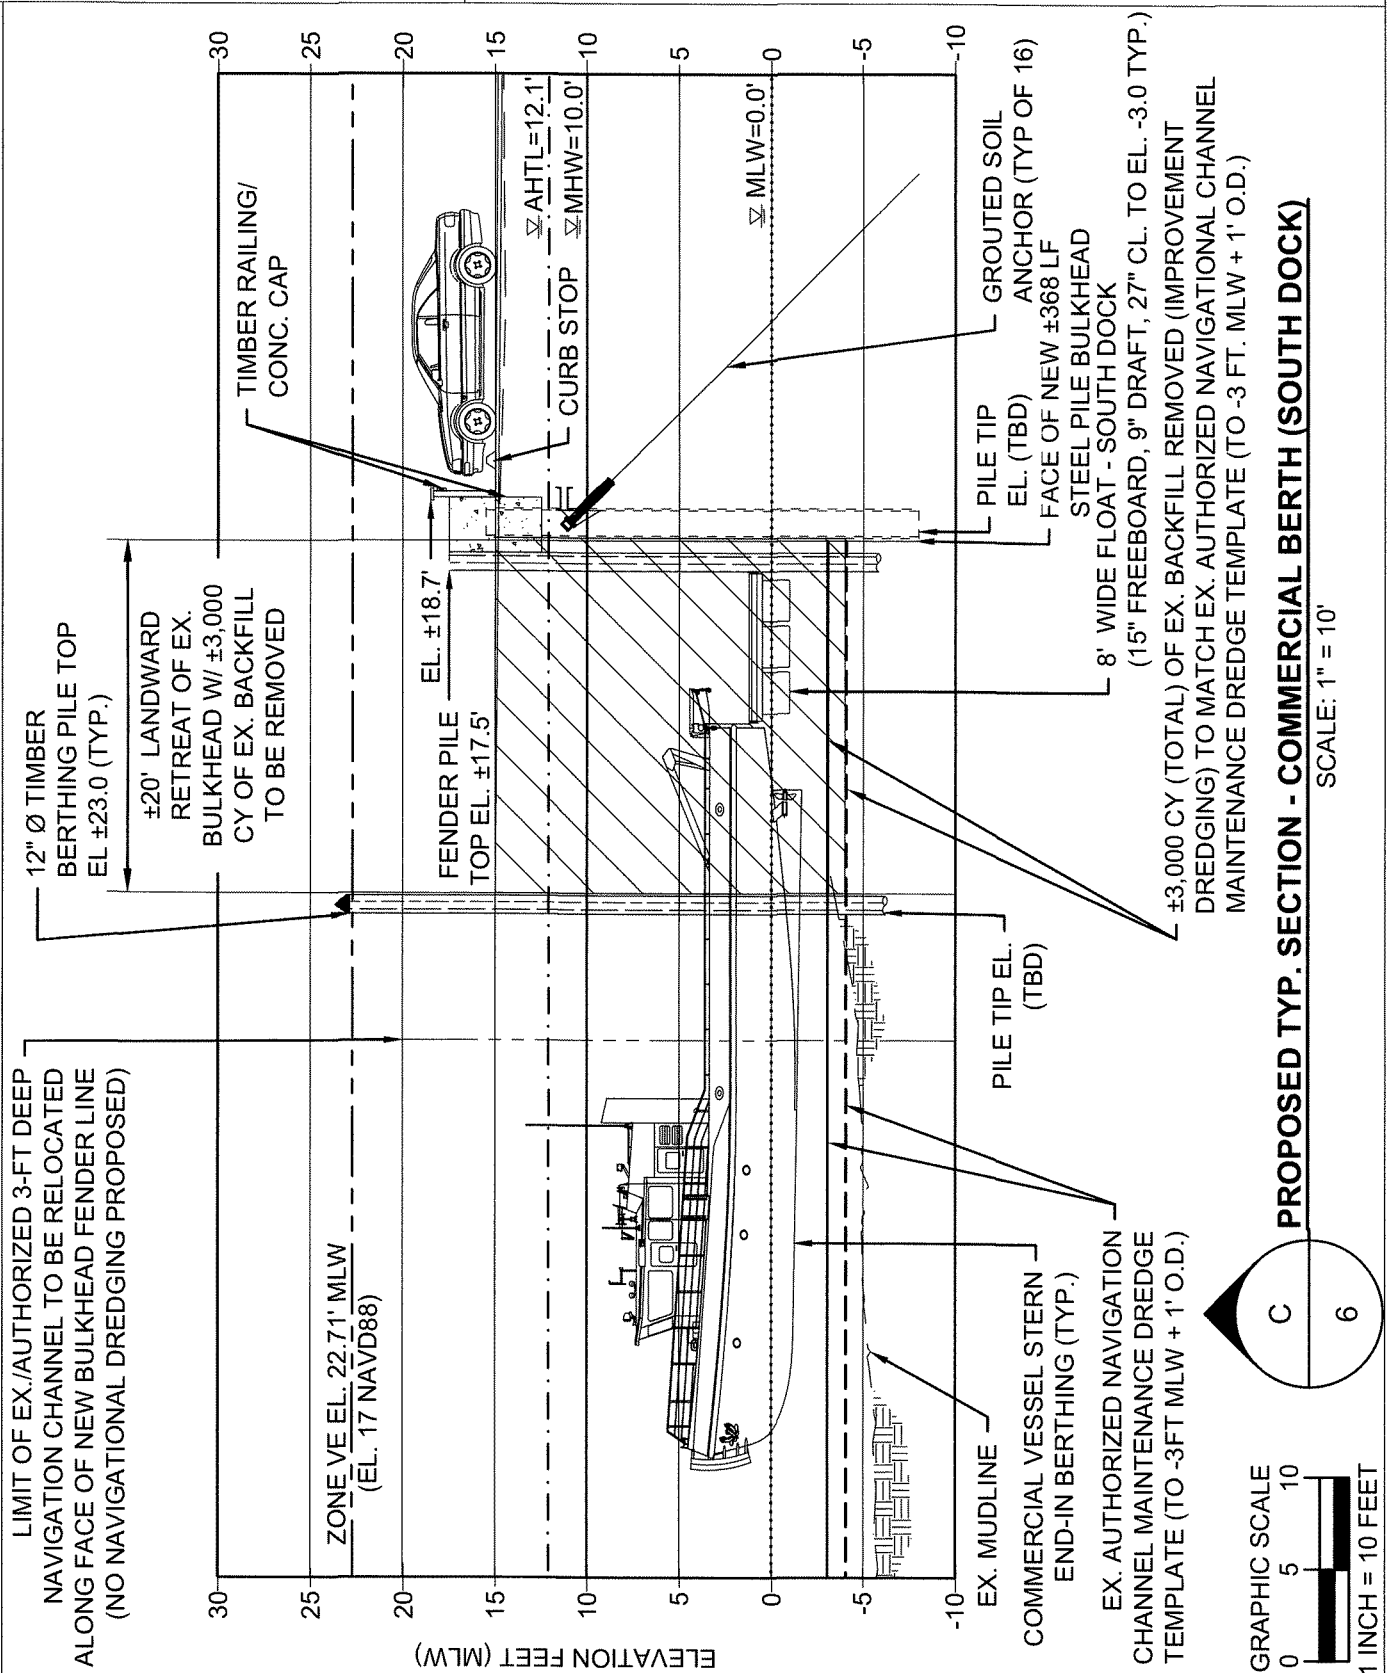 LIMIT OF EX./AUTHORIZED 3-FT DEEP
NAVIGATION CHANNEL TO BE RELOCATED
ALONG FACE OF NEW BULKHEAD FENDER LINE
(NO NAVIGATIONAL DREDGING PROPOSED)
12" Ø TIMBER
BERTHING PILE TOP
EL ±23.0 (TYP.)
±20' LANDWARD
RETREAT OF EX.
BULKHEAD W/ ±3,000
CY OF EX. BACKFILL
TO BE REMOVED
TIMBER RAILING/
CONC. CAP
EL. ±18.7'
FENDER PILE
TOP EL. ±17.5'
CURB STOP
ZONE VE EL. 22.71' MLW
(EL. 17 NAVD88)
AHTL=12.1'
MHW=10.0'
MLW=0.0'
ELEVATION FEET (MLW)
30
25
20
15
10
5
0
-5
-10
30
25
20
15
10
5
0
-5
-10
GROUTED SOIL
ANCHOR (TYP OF 16)
PILE TIP
EL. (TBD)
FACE OF NEW ±368 LF
STEEL PILE BULKHEAD
8' WIDE FLOAT - SOUTH DOCK
(15" FREEBOARD, 9" DRAFT, 27" CL. TO EL. -3.0 TYP.)
±3,000 CY (TOTAL) OF EX. BACKFILL REMOVED (IMPROVEMENT
DREDGING) TO MATCH EX. AUTHORIZED NAVIGATIONAL CHANNEL
MAINTENANCE DREDGE TEMPLATE (TO -3 FT. MLW + 1' O.D.)
PILE TIP EL.
(TBD)
EX. MUDLINE
COMMERCIAL VESSEL STERN
END-IN BERTHING (TYP.)
EX. AUTHORIZED NAVIGATION
CHANNEL MAINTENANCE DREDGE
TEMPLATE (TO -3FT MLW + 1' O.D.)
C
6
PROPOSED TYP. SECTION - COMMERCIAL BERTH (SOUTH DOCK)
SCALE: 1" = 10'
GRAPHIC SCALE
0 5 10
1 INCH = 10 FEET